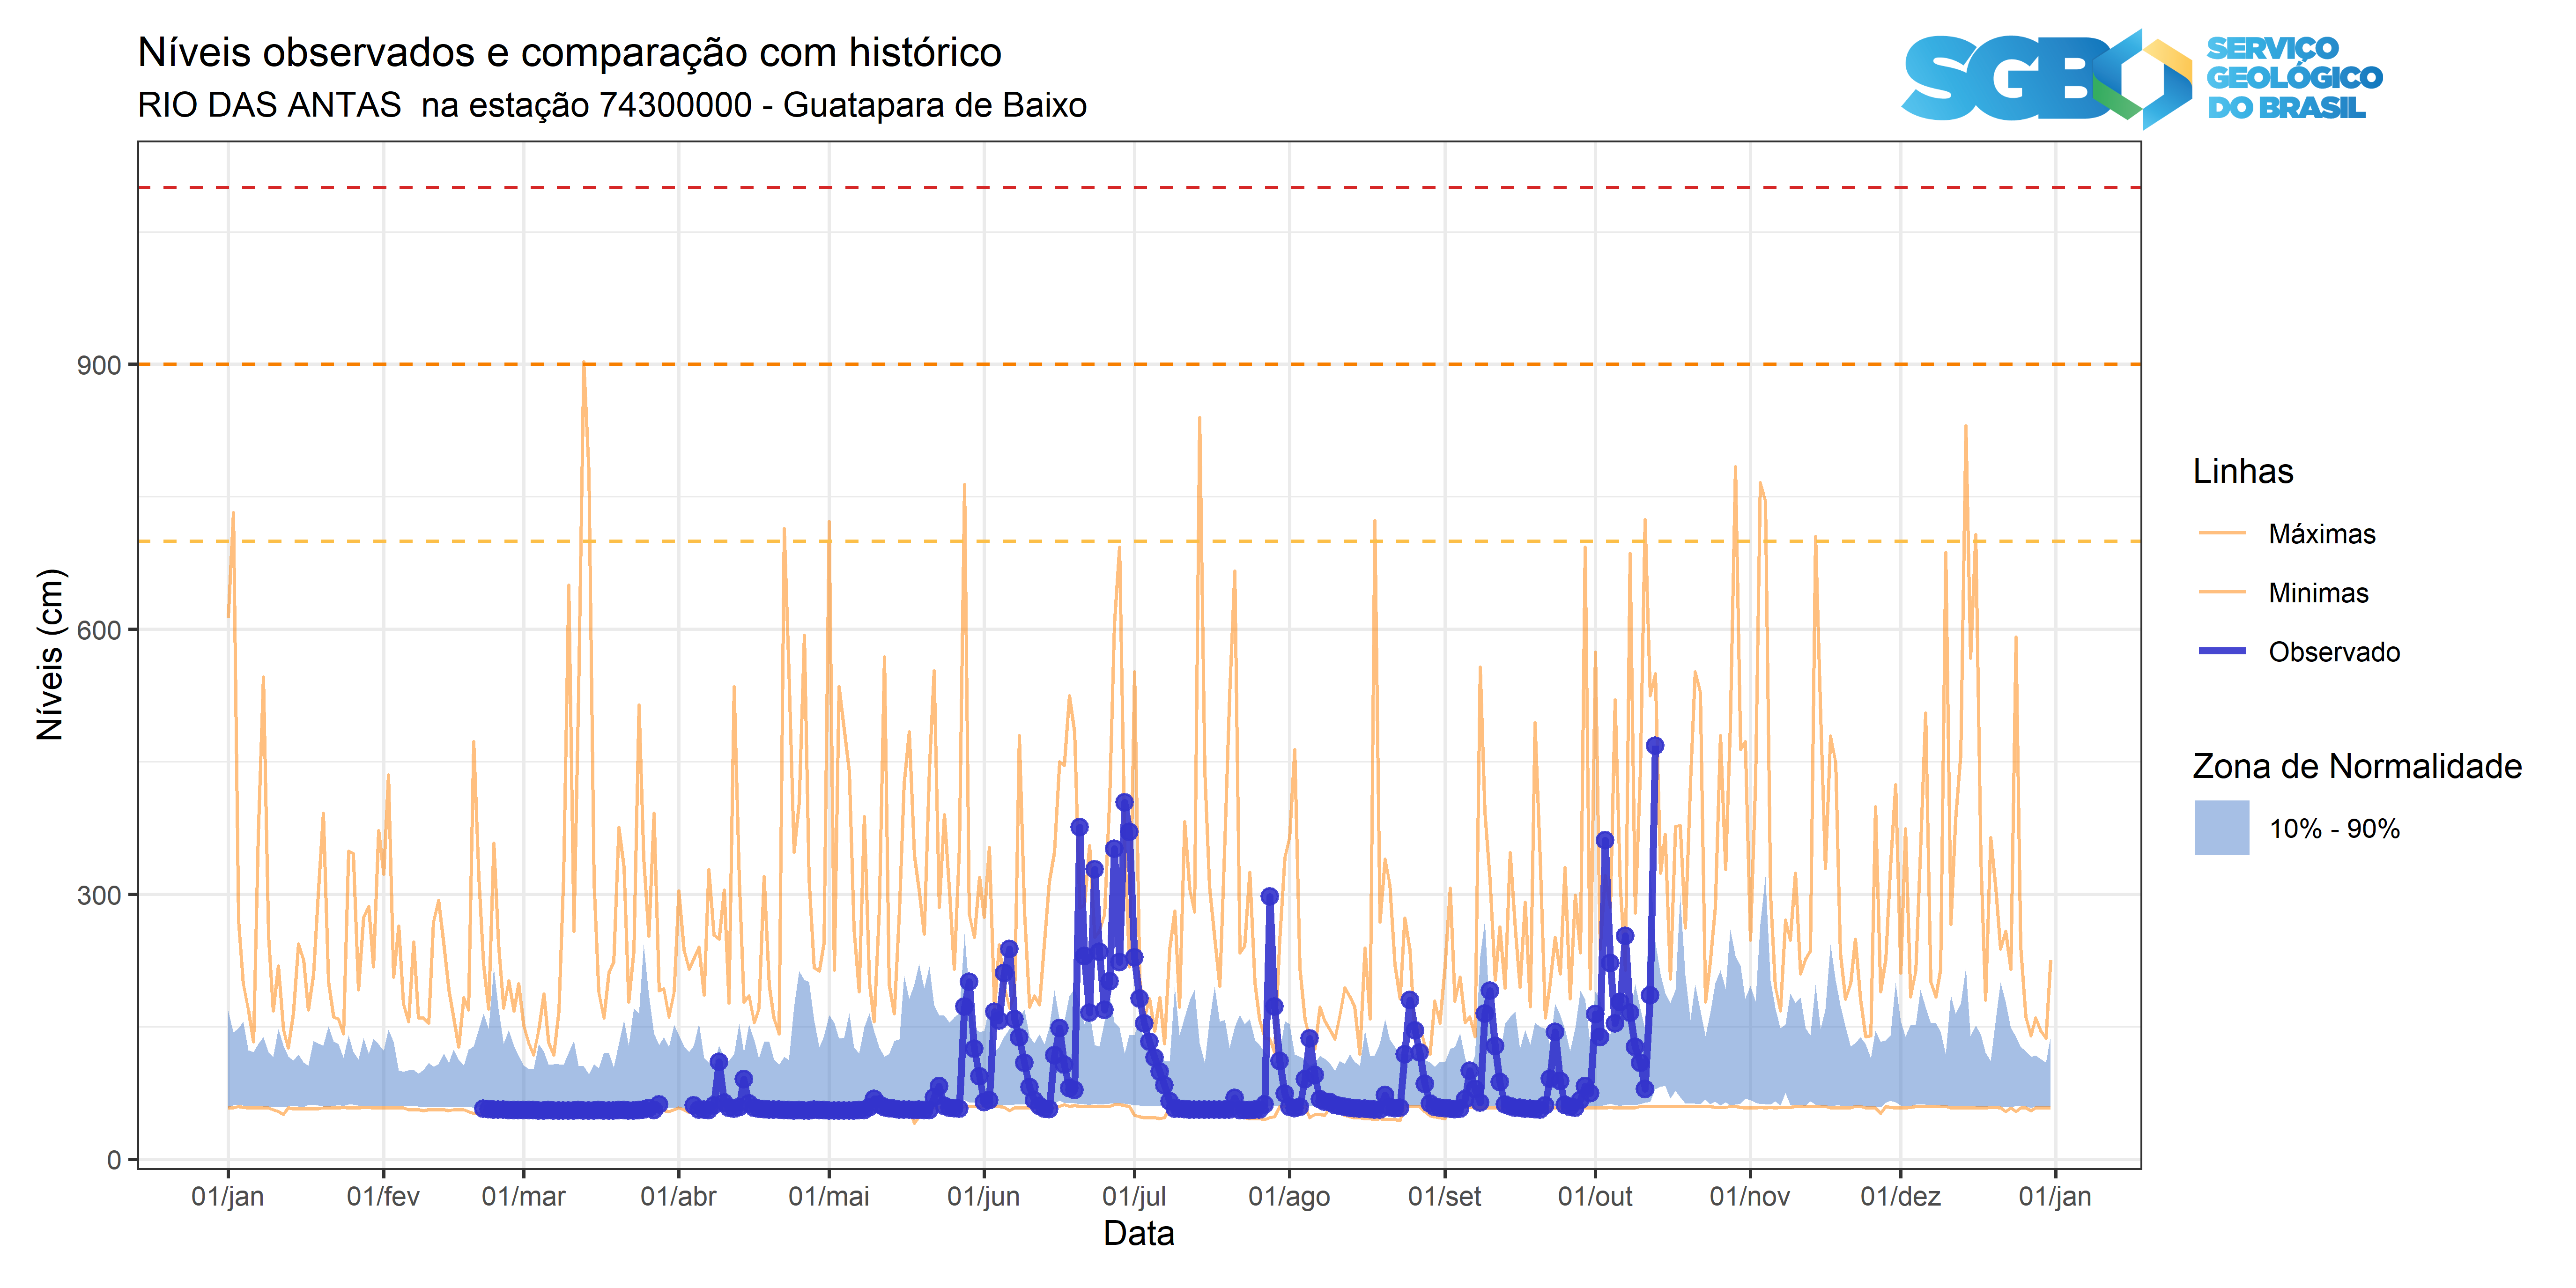 Níveis observados e comparação com histórico
RIO DAS ANTAS  na estação 74300000 - Guatapara de Baixo
SGB
SERVIÇO
GEOLÓGICO
DO BRASIL
Níveis (cm)
900
600
300
0
01/jan 01/fev 01/mar 01/abr 01/mai 01/jun 01/jul 01/ago 01/set 01/out 01/nov 01/dez 01/jan
Data
Linhas
Máximas
Minimas
Observado
Zona de Normalidade
10% - 90%